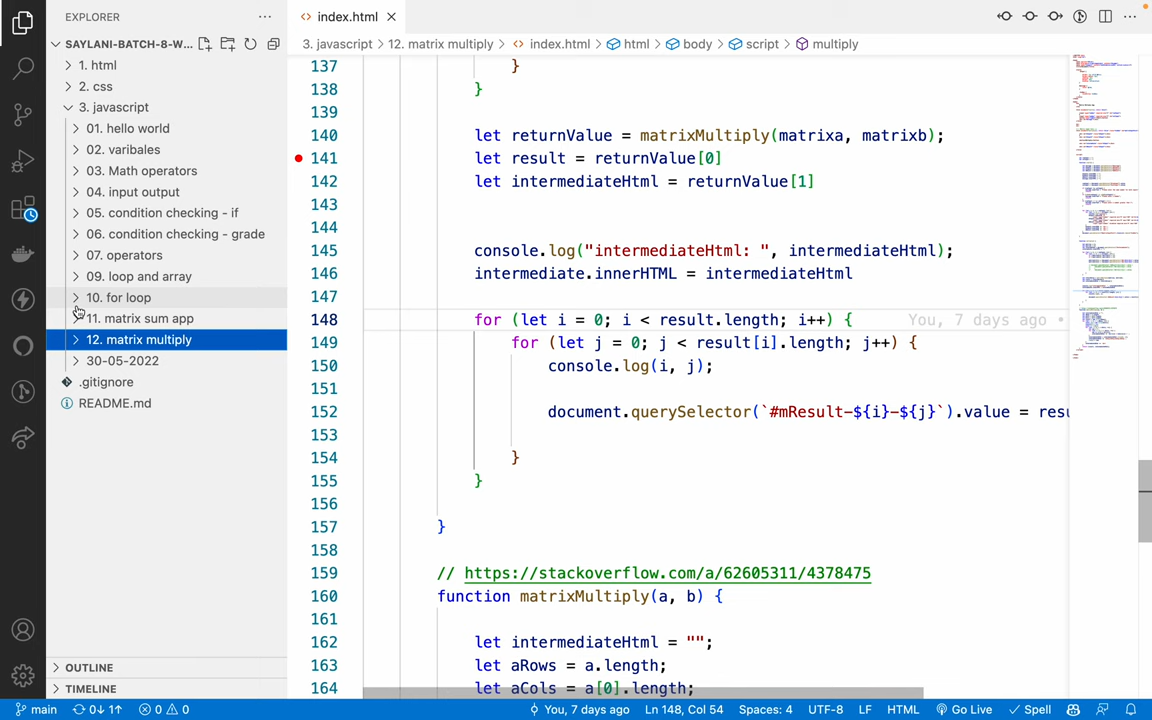 EXPLORER
index.html
SAYLANI-BATCH-8-W...
3. javascript > 12. matrix multiply > index.html > html > body > script > multiply
1. html
2. css
3. javascript
01. hello world
02. varibales
03. Math operators
04. input output
05. condition checking - if
06. condition checking - grade
07. operators
09. loop and array
10. for loop
11. matrix sum app
12. matrix multiply
30-05-2022
.gitignore
README.md
OUTLINE
TIMELINE
137 }
138 }
139
140 let returnValue = matrixMultiply(matrixa, matrixb);
141 let result = returnValue[0]
142 let intermediateHtml = returnValue[1]
143
144
145 console.log("intermediateHtml: ", intermediateHtml);
146 intermediate.innerHTML = intermediateHtml
147
148 for (let i = 0; i < result.length; i++) { You, 7 days ago •
149 for (let j = 0; j < result[i].length; j++) {
150 console.log(i, j);
151
152 document.querySelector(`#mResult-${i}-${j}`).value = resu
153
154 }
155 }
156
157 }
158
159 // https://stackoverflow.com/a/62605311/4378475
160 function matrixMultiply(a, b) {
161
162 let intermediateHtml = "";
163 let aRows = a.length;
164 let aCols = a[0].length;
main 0↓ 1↑ 0 0 You, 7 days ago Ln 148, Col 54 Spaces: 4 UTF-8 LF HTML Go Live Spell